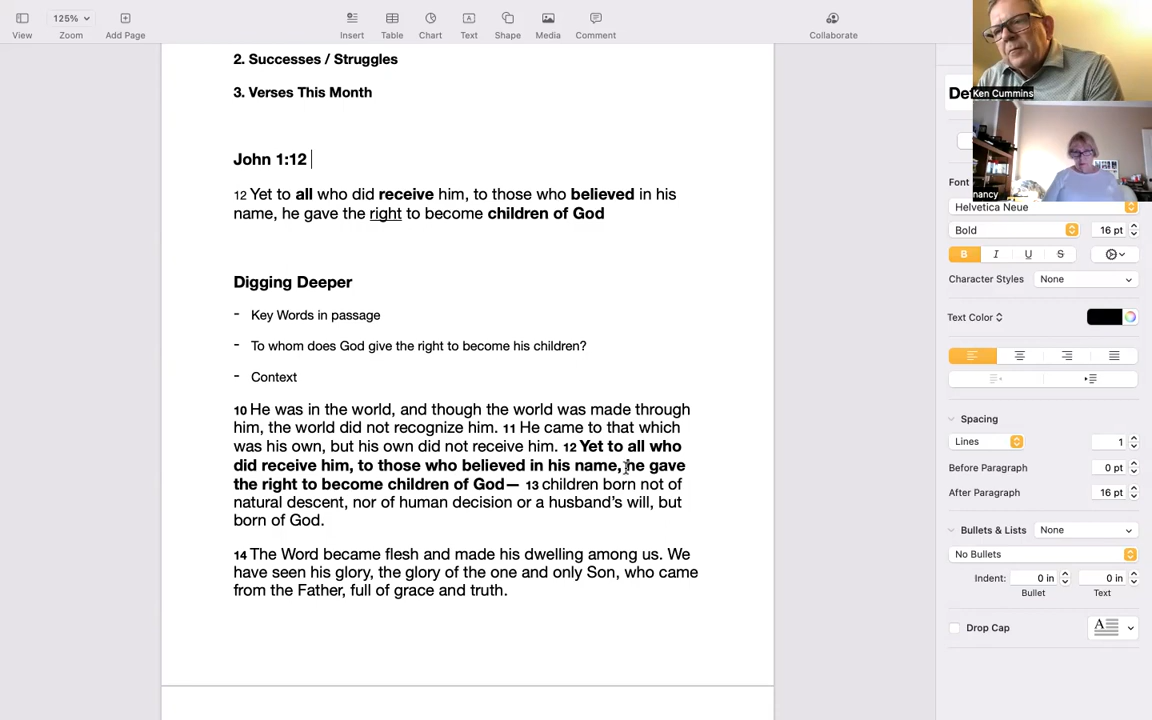 125%
View
Zoom
Add Page
Insert
Table
Chart
Text
Shape
Media
Comment
Collaborate
Ken Cummins
nancy
2. Successes / Struggles
3. Verses This Month
John 1:12
12 Yet to all who did receive him, to those who believed in his
name, he gave the right to become children of God
Digging Deeper
- Key Words in passage
- To whom does God give the right to become his children?
- Context
10 He was in the world, and though the world was made through
him, the world did not recognize him. 11 He came to that which
was his own, but his own did not receive him. 12 Yet to all who
did receive him, to those who believed in his name, he gave
the right to become children of God— 13 children born not of
natural descent, nor of human decision or a husband’s will, but
born of God.
14 The Word became flesh and made his dwelling among us. We
have seen his glory, the glory of the one and only Son, who came
from the Father, full of grace and truth.
Font
Helvetica Neue
Bold
16 pt
B I U S
Character Styles
None
Text Color
Spacing
Lines
1
Before Paragraph
0 pt
After Paragraph
16 pt
Bullets & Lists
None
No Bullets
Indent:
0 in
0 in
Bullet
Text
Drop Cap
A